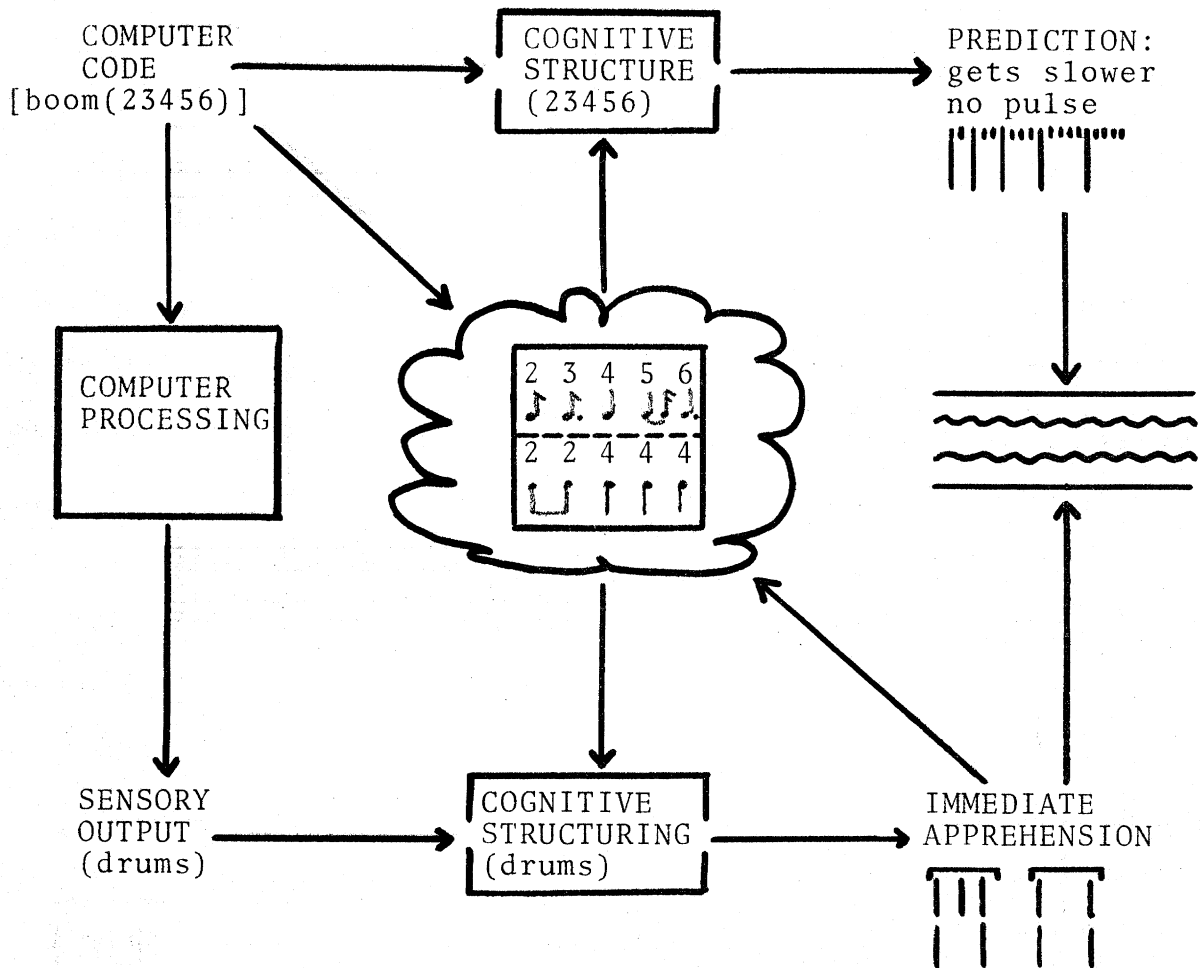 COMPUTER
CODE
[boom(23456)]
COGNITIVE
STRUCTURE
(23456)
PREDICTION:
gets slower
no pulse
COMPUTER
PROCESSING
2 3 4 5 6
2 2 4 4 4
SENSORY
OUTPUT
(drums)
COGNITIVE
STRUCTURING
(drums)
IMMEDIATE
APPREHENSION